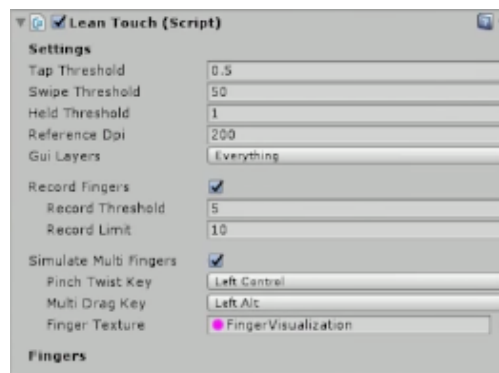 Lean Touch (Script)
Settings
Tap Threshold 0.5
Swipe Threshold 50
Held Threshold 1
Reference Dpi 200
Gui Layers Everything
Record Fingers
Record Threshold 5
Record Limit 10
Simulate Multi Fingers
Pinch Twist Key Left Control
Multi Drag Key Left Alt
Finger Texture FingerVisualization
Fingers